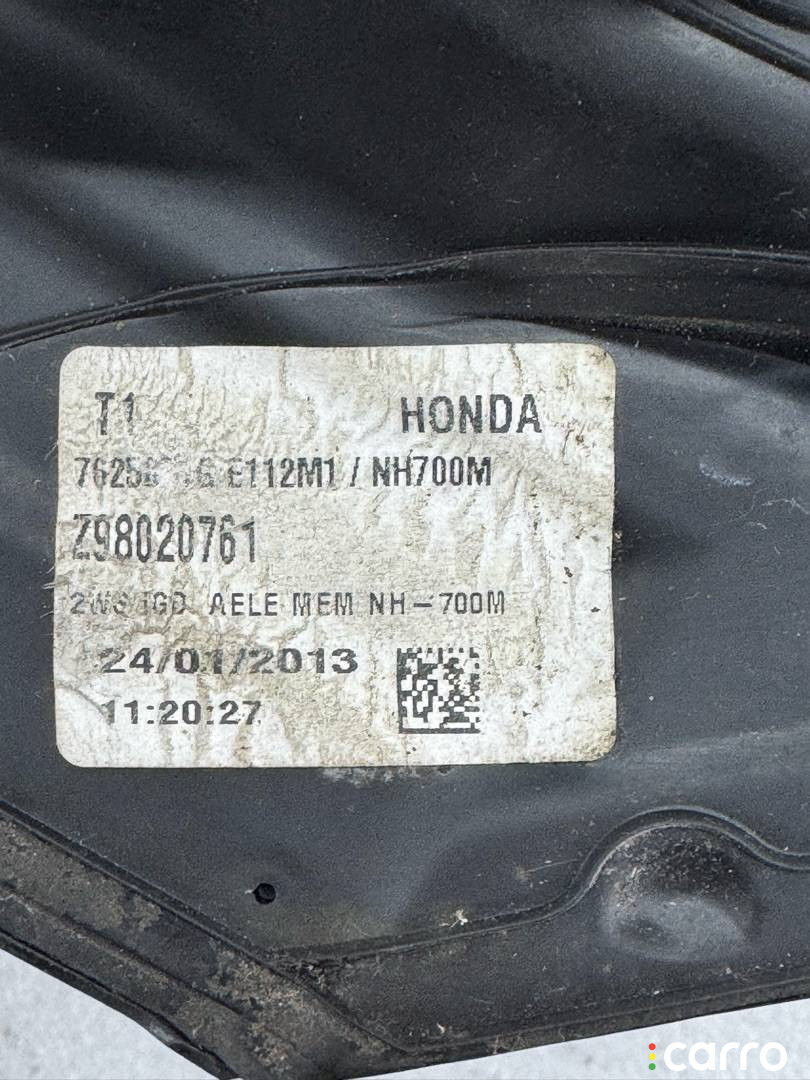 T1 HONDA
E112M1 / NH700M
Z98020761
AELE MEM NH-700M
24/01/2013
11:20:27
carro